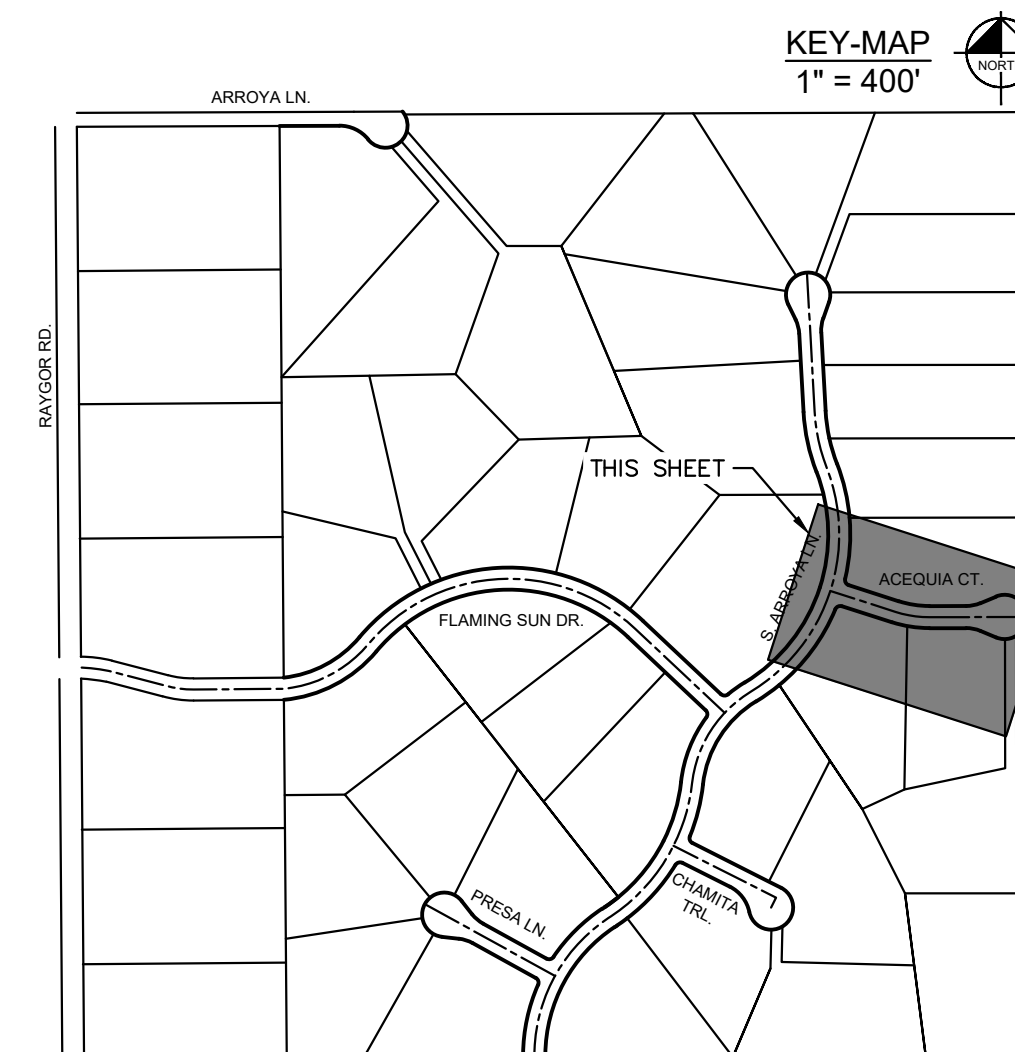 KEY-MAP
1" = 400'
NORT
ARROYA LN.
RAYGOR RD.
THIS SHEET
S. ARROYA LN.
ACEQUIA CT.
FLAMING SUN DR.
PRESA LN.
CHAMITA
TRL.